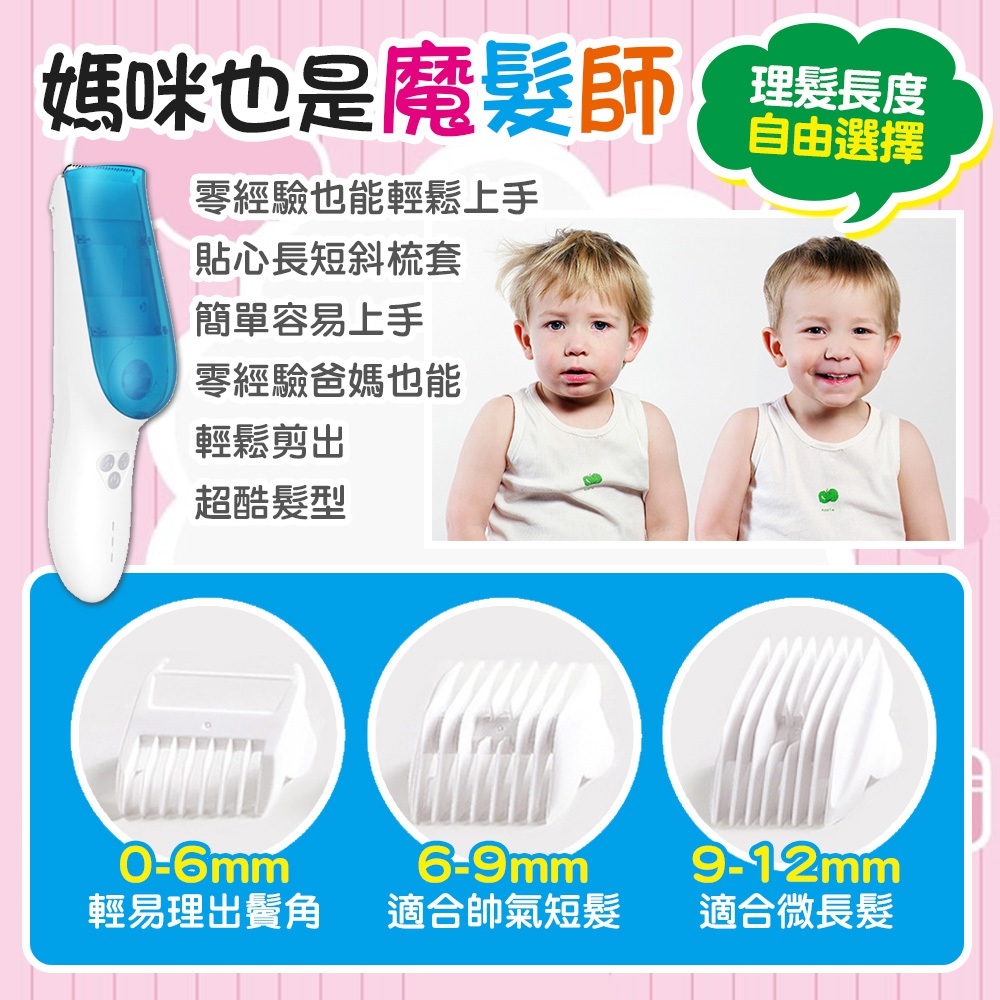 媽咪也是魔髮師
理髮長度
自由選擇
零經驗也能輕鬆上手
貼心長短斜梳套
簡單容易上手
零經驗爸媽也能
輕鬆剪出
超酷髮型
0-6mm
輕易理出鬢角
6-9mm
適合帥氣短髮
9-12mm
適合微長髮